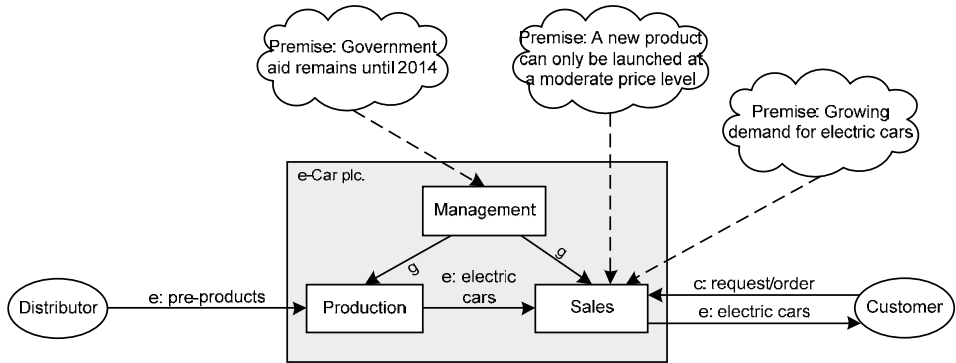 Premise: Government
aid remains until 2014
Premise: A new product
can only be launched at
a moderate price level
Premise: Growing
demand for electric cars
e-Car plc.
Management
g
g
e: electric
cars
Distributor
e: pre-products
Production
Sales
c: request/order
e: electric cars
Customer